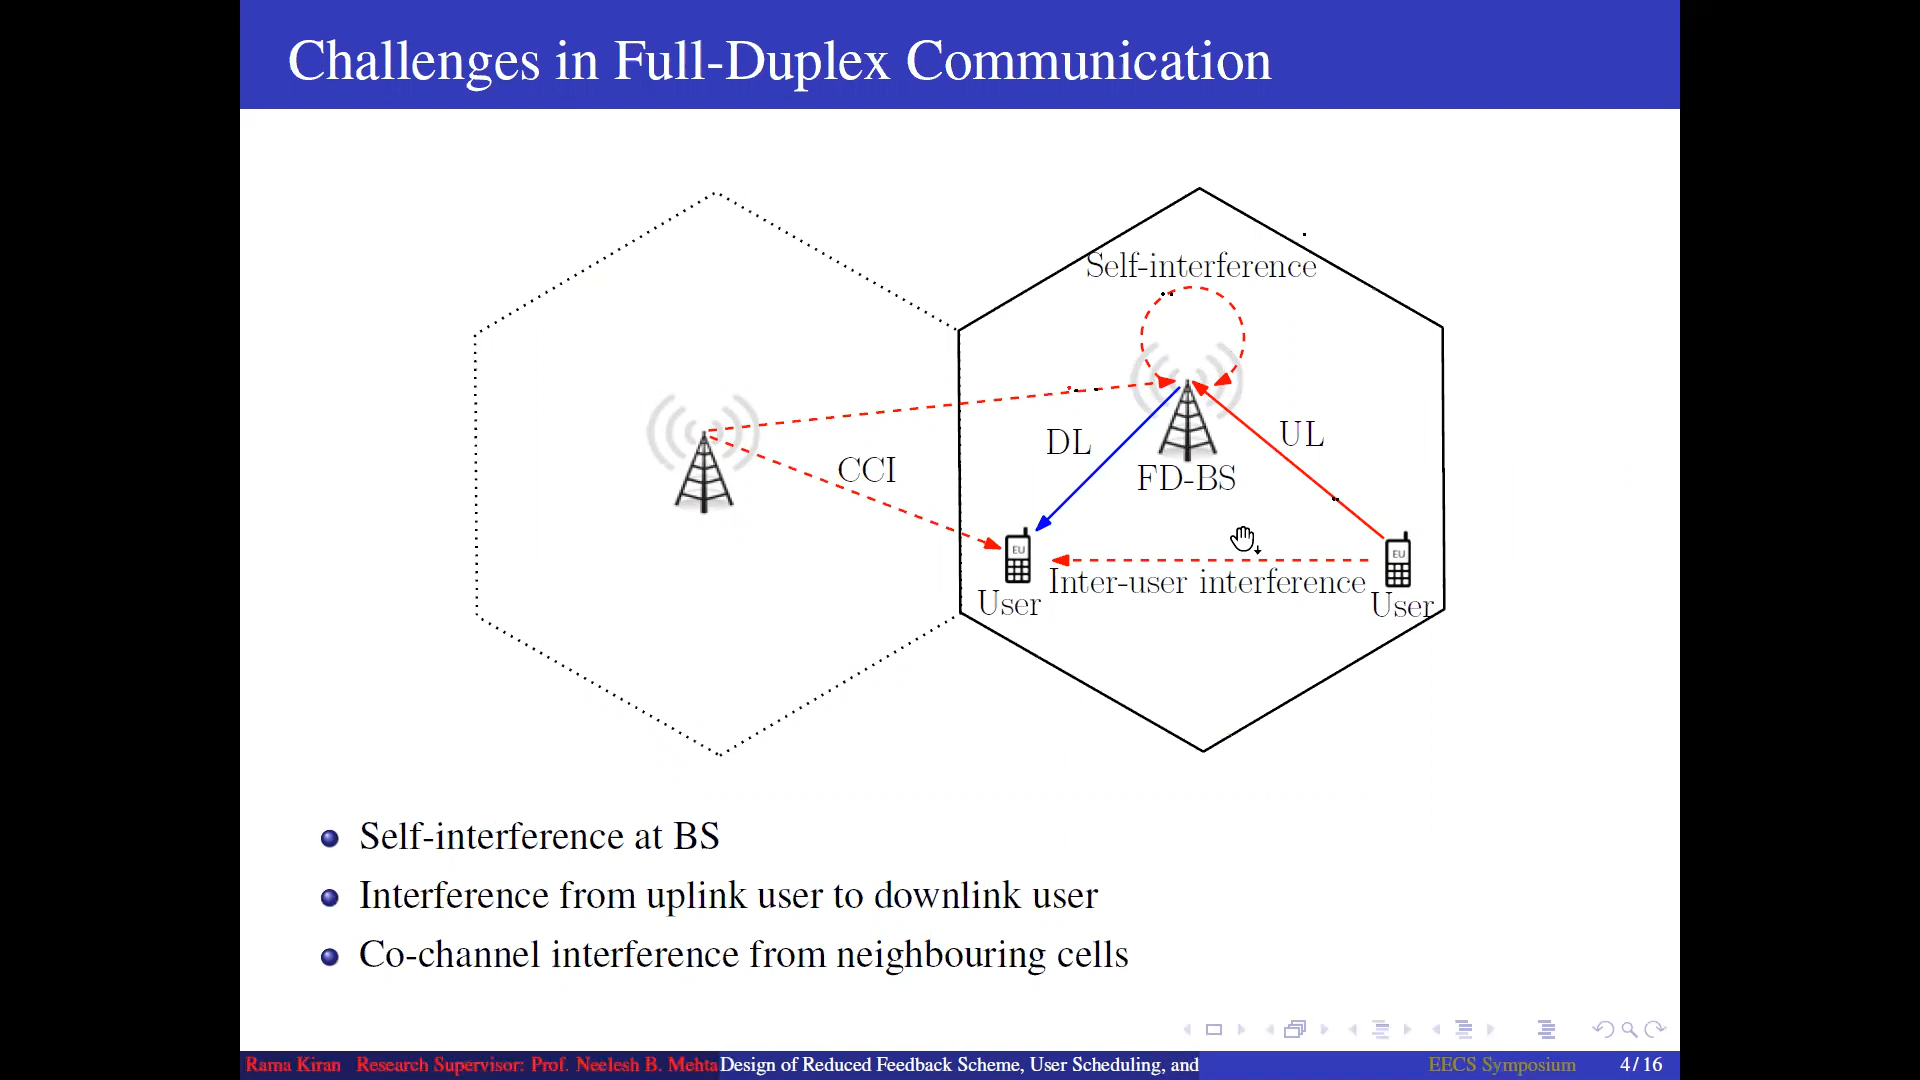 Challenges in Full-Duplex Communication
Self-interference
CCI
DL
UL
FD-BS
EU
EU
Inter-user interference
User
User
Self-interference at BS
Interference from uplink user to downlink user
Co-channel interference from neighbouring cells
Rama Kiran Research Supervisor: Prof. Neelesh B. Mehta Design of Reduced Feedback Scheme, User Scheduling, and EECS Symposium 4/16